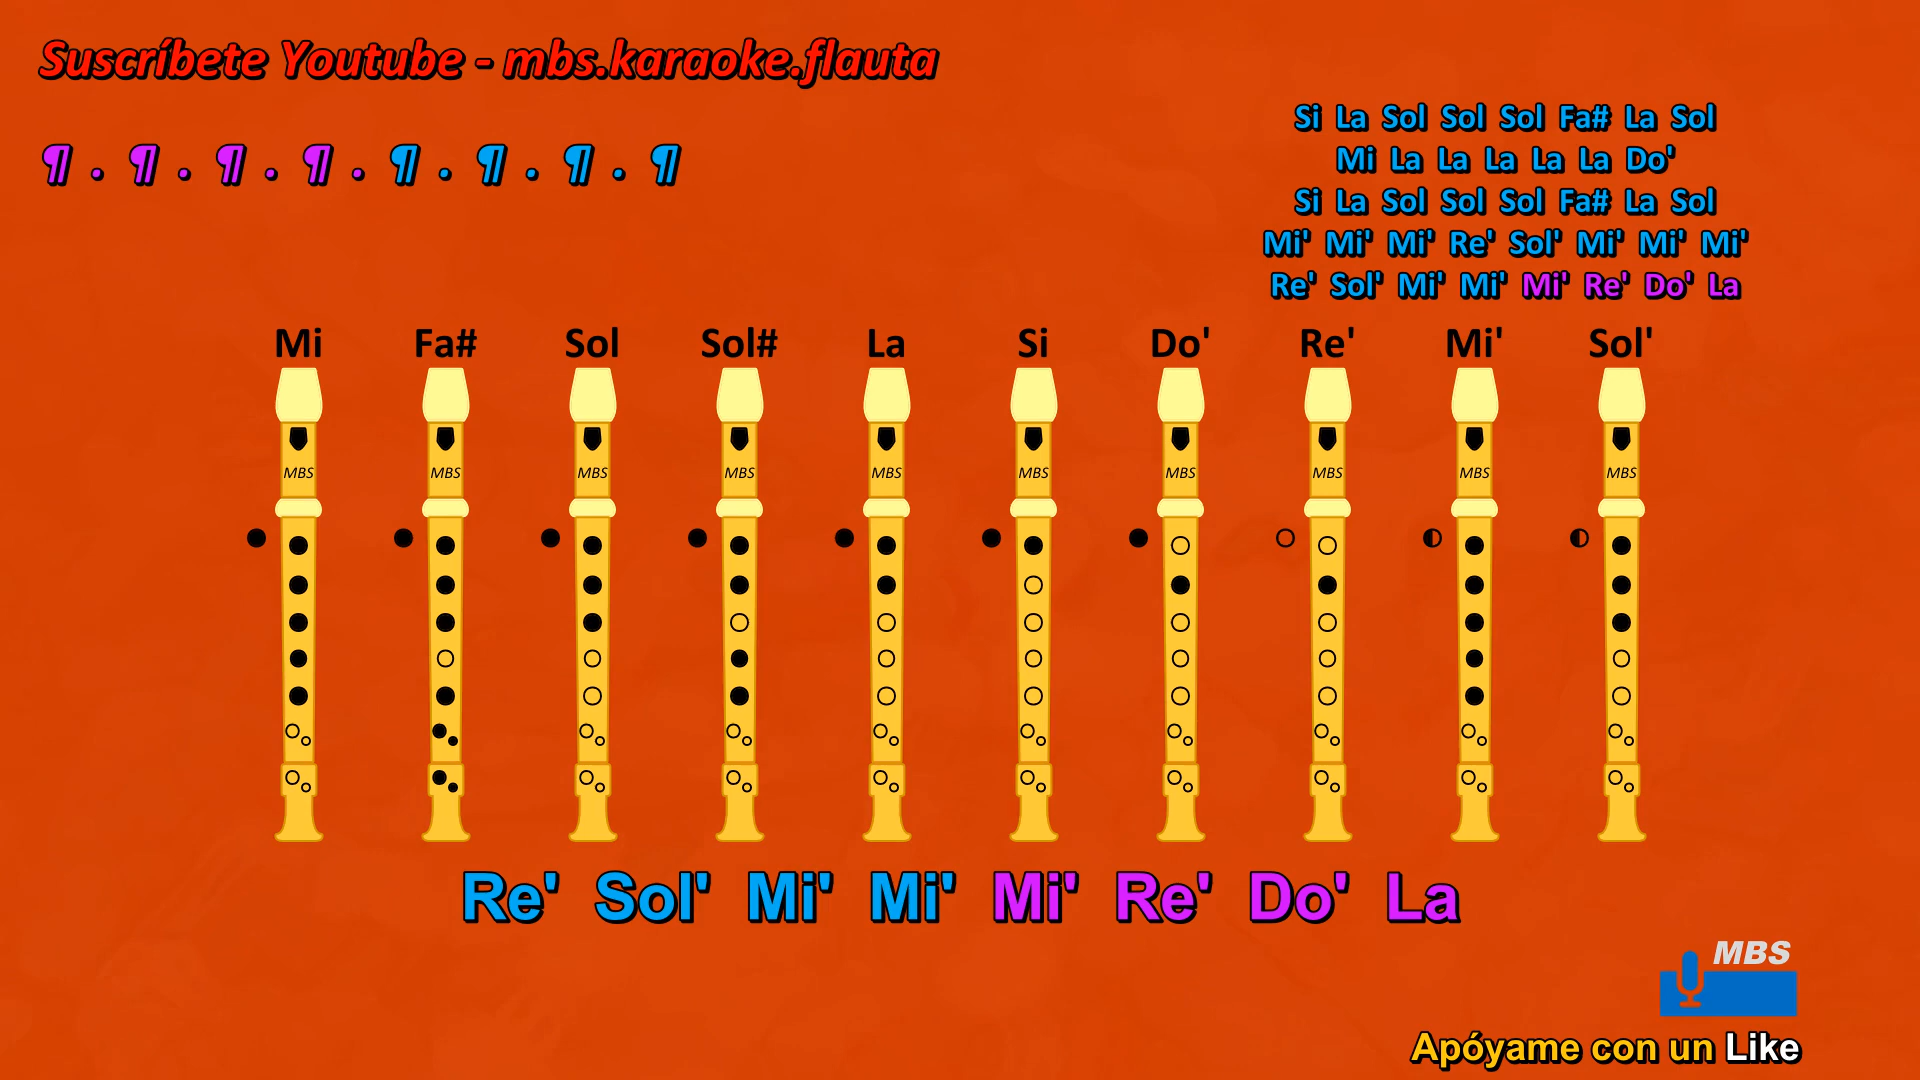 Suscríbete Youtube - mbs.karaoke.flauta
¶ . ¶ . ¶ . ¶ . ¶ . ¶ . ¶ . ¶
Si La Sol Sol Sol Fa# La Sol
Mi La La La La La Do'
Si La Sol Sol Sol Fa# La Sol
Mi' Mi' Mi' Re' Sol' Mi' Mi' Mi'
Re' Sol' Mi' Mi' Mi' Re' Do' La
Mi Fa# Sol Sol# La Si Do' Re' Mi' Sol'
MBS MBS MBS MBS MBS MBS MBS MBS MBS MBS
Re' Sol' Mi' Mi' Mi' Re' Do' La
MBS
Apóyame con un Like